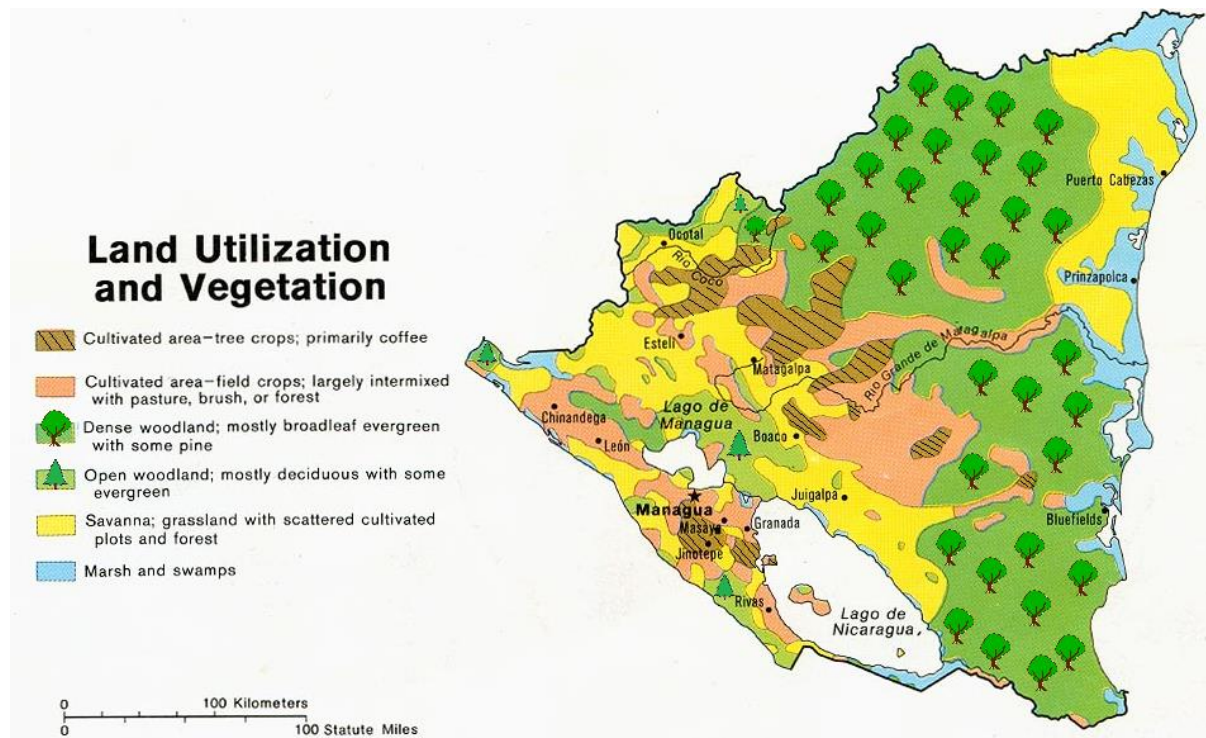 Land Utilization
and Vegetation
Cultivated area-tree crops; primarily coffee
Cultivated area-field crops; largely intermixed
with pasture, brush, or forest
Dense woodland; mostly broadleaf evergreen
with some pine
Open woodland; mostly deciduous with some
evergreen
Savanna; grassland with scattered cultivated
plots and forest
Marsh and swamps
0 100 Kilometers
0 100 Statute Miles
Puerto Cabezas
Ocotal
Rio Coco
Prinzapolca
Estelí
Rio Grande de Matagalpa
Matagalpa
Lago de
Managua
Chinandega
León
Boaco
Juigalpa
Managua
Masaya
Granada
Bluefields
Jinotepe
Rivas
Lago de
Nicaragua